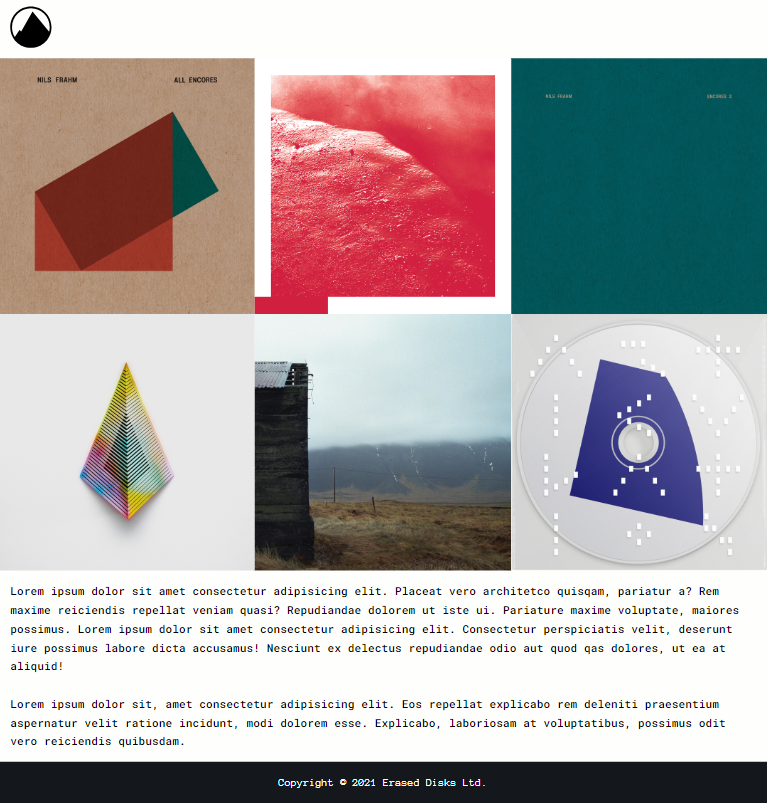 NILS FRAHM ALL ENCORES
NILS FRAHM ENCORES 2
Lorem ipsum dolor sit amet consectetur adipisicing elit. Placeat vero architetco quisqam, pariatur a? Rem
maxime reiciendis repellat veniam quasi? Repudiandae dolorem ut iste ui. Pariature maxime voluptate, maiores
possimus. Lorem ipsum dolor sit amet consectetur adipisicing elit. Consectetur perspiciatis velit, deserunt
iure possimus labore dicta accusamus! Nesciunt ex delectus repudiandae odio aut quod qas dolores, ut ea at
aliquid!
Lorem ipsum dolor sit, amet consectetur adipisicing elit. Eos repellat explicabo rem deleniti praesentium
aspernatur velit ratione incidunt, modi dolorem esse. Explicabo, laboriosam at voluptatibus, possimus odit
vero reiciendis quibusdam.
Copyright © 2021 Erased Disks Ltd.